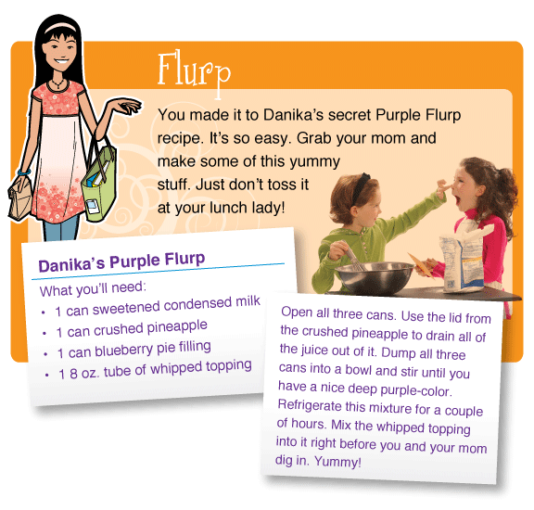 Flurp
You made it to Danika's secret Purple Flurp
recipe. It's so easy. Grab your mom and
make some of this yummy
stuff. Just don't toss it
at your lunch lady!
Danika's Purple Flurp
What you'll need:
• 1 can sweetened condensed milk
• 1 can crushed pineapple
• 1 can blueberry pie filling
• 1 8 oz. tube of whipped topping
Open all three cans. Use the lid from
the crushed pineapple to drain all of
the juice out of it. Dump all three
cans into a bowl and stir until you
have a nice deep purple-color.
Refrigerate this mixture for a couple
of hours. Mix the whipped topping
into it right before you and your mom
dig in. Yummy!